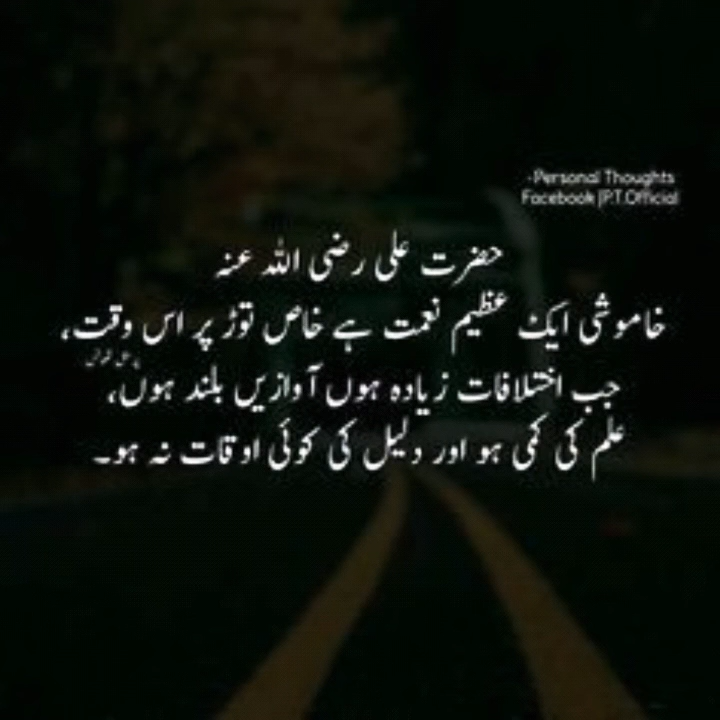 -Personal Thoughts
Facebook |P.T.Official
حضرت علی رضی اللہ عنہ
خاموشی ایک عظیم نعمت ہے خاص توڑ پر اس وقت،
جب اختلافات زیادہ ہوں آوازیں بلند ہوں،
علم کی کمی ہو اور دلیل کی کوئی اوقات نہ ہو۔